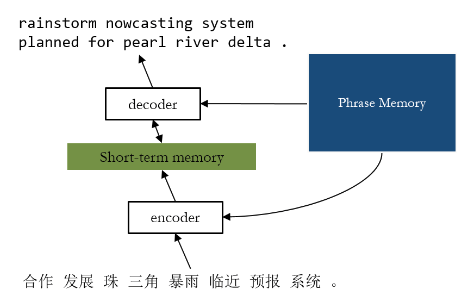 rainstorm nowcasting system
planned for pearl river delta .
decoder
Phrase Memory
Short-term memory
encoder
合作 发展 珠 三角 暴雨 临近 预报 系统 。